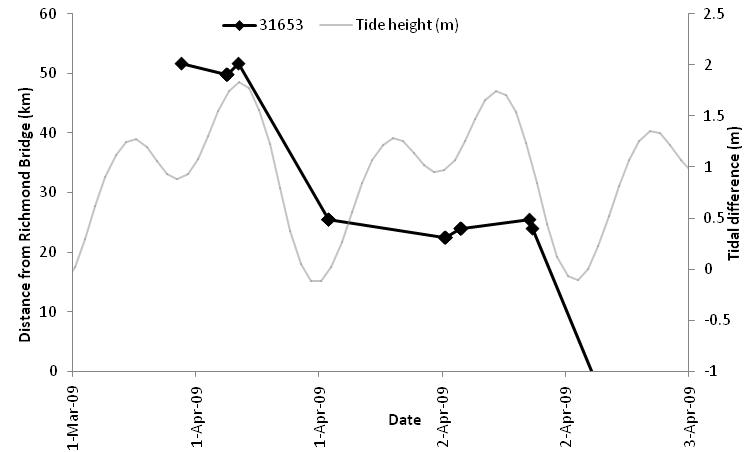 31653
Tide height (m)
Distance from Richmond Bridge (km)
60
50
40
30
20
10
0
2.5
2
1.5
1
0.5
0
-0.5
-1
Tidal difference (m)
1-Mar-09
1-Apr-09
1-Apr-09
2-Apr-09
2-Apr-09
3-Apr-09
Date